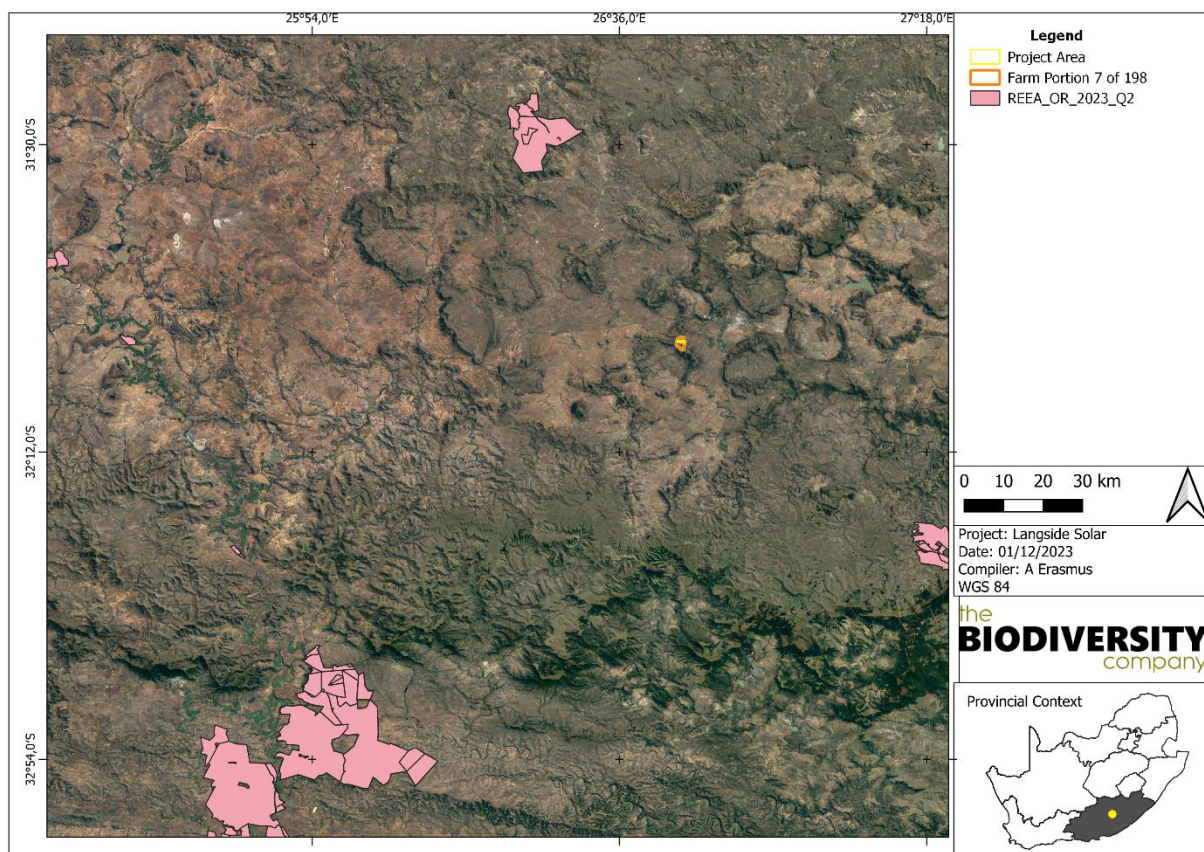 25°54,0'E
26°36,0'E
27°18,0'E
31°30,0'S
32°12,0'S
32°54,0'S
Legend
Project Area
Farm Portion 7 of 198
REEA_OR_2023_Q2
0 10 20 30 km
Project: Langside Solar
Date: 01/12/2023
Compiler: A Erasmus
WGS 84
the
BIODIVERSITY
company
Provincial Context